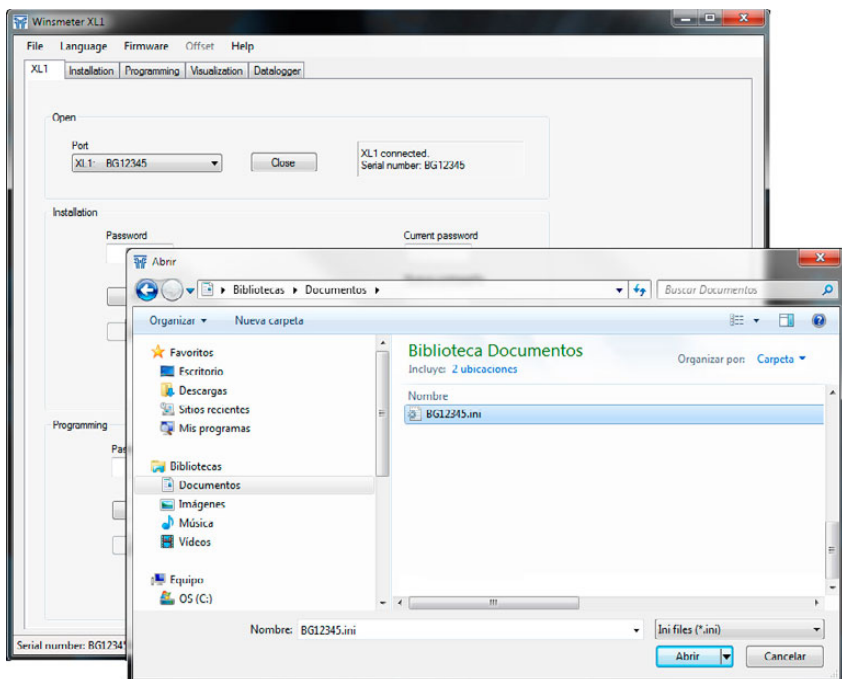 Winsmeter XL1
File Language Firmware Offset Help
XL1 Installation Programming Visualization Datalogger
Open
Port
XL1: BG12345
Close
XL1 connected.
Serial number: BG12345
Installation
Password
Current password
Abrir
Bibliotecas Documentos
Buscar Documentos
Organizar Nueva carpeta
Favoritos
Escritorio
Descargas
Sitios recientes
Mis programas
Bibliotecas
Documentos
Imágenes
Música
Vídeos
Equipo
OS (C:)
Biblioteca Documentos
Incluye: 2 ubicaciones
Organizar por: Carpeta
Nombre
BG12345.ini
Programming
Pas
Nombre: BG12345.ini
Ini files (*.ini)
Abrir Cancelar
Serial number: BG1234